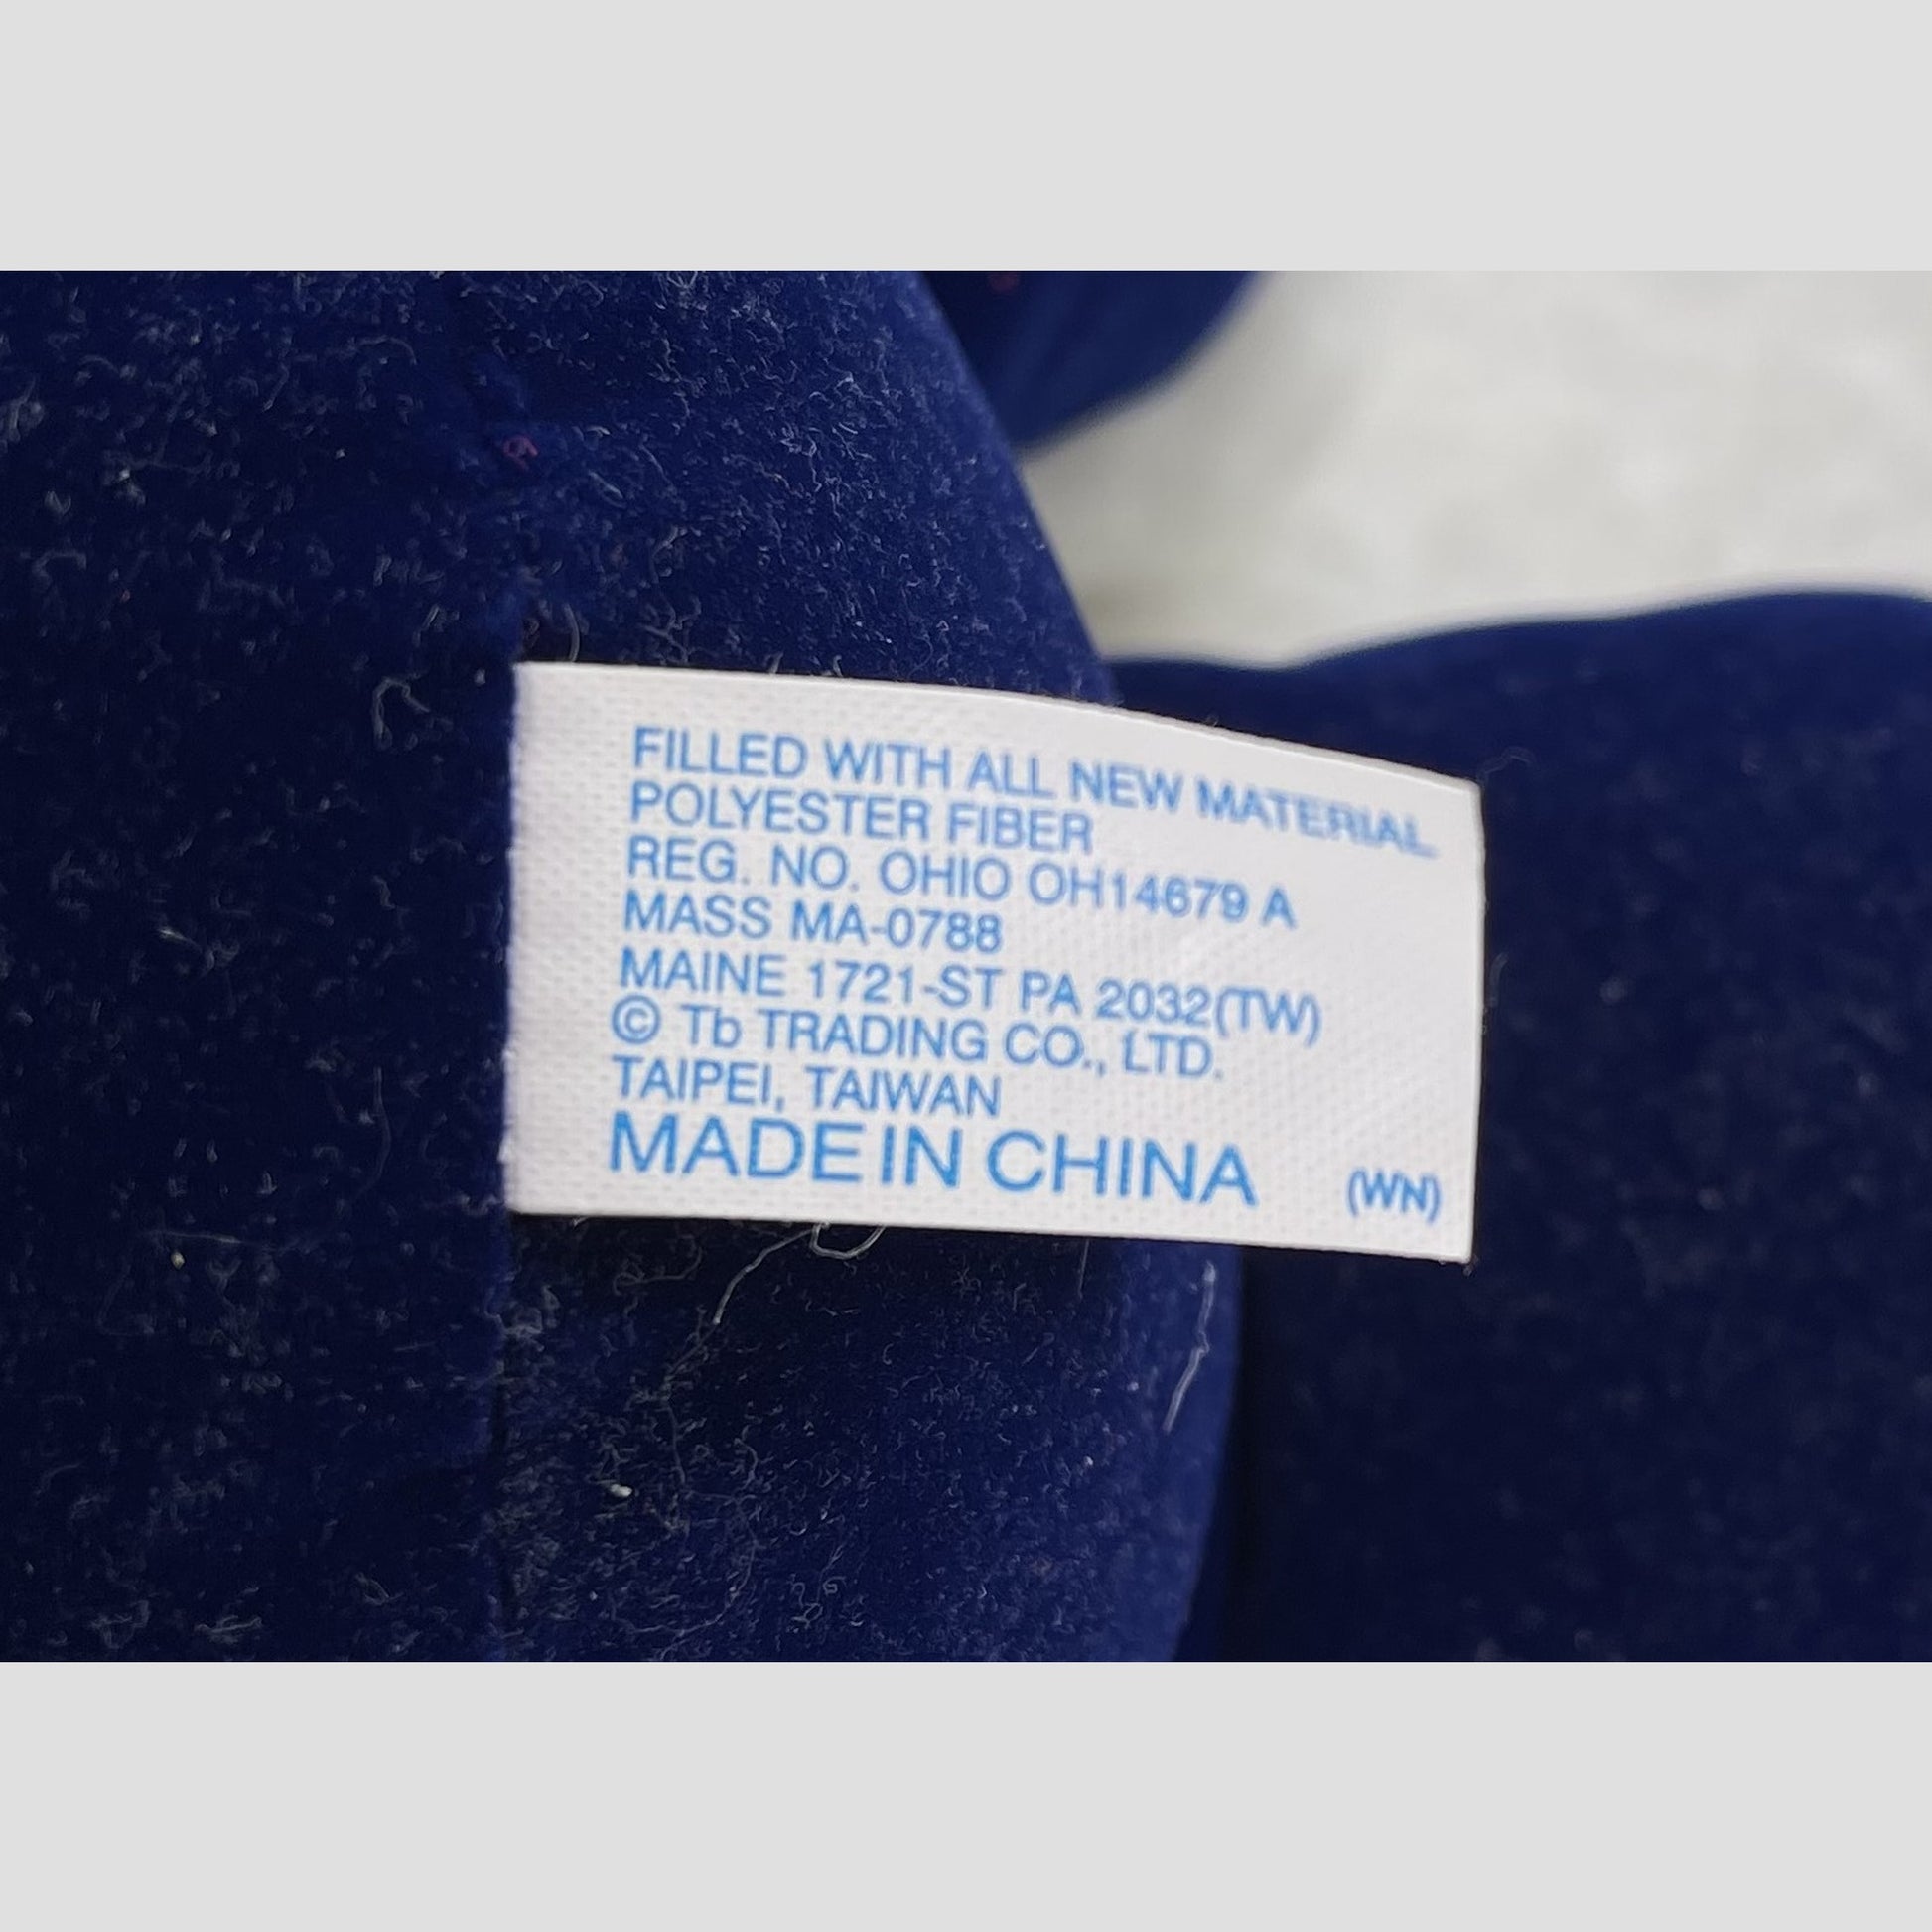 FILLED WITH ALL NEW MATERIAL
POLYESTER FIBER
REG. NO. OHIO OH14679 A
MASS MA-0788
MAINE 1721-ST PA 2032(TW)
© Tb TRADING CO., LTD.
TAIPEI, TAIWAN
MADE IN CHINA (WN)